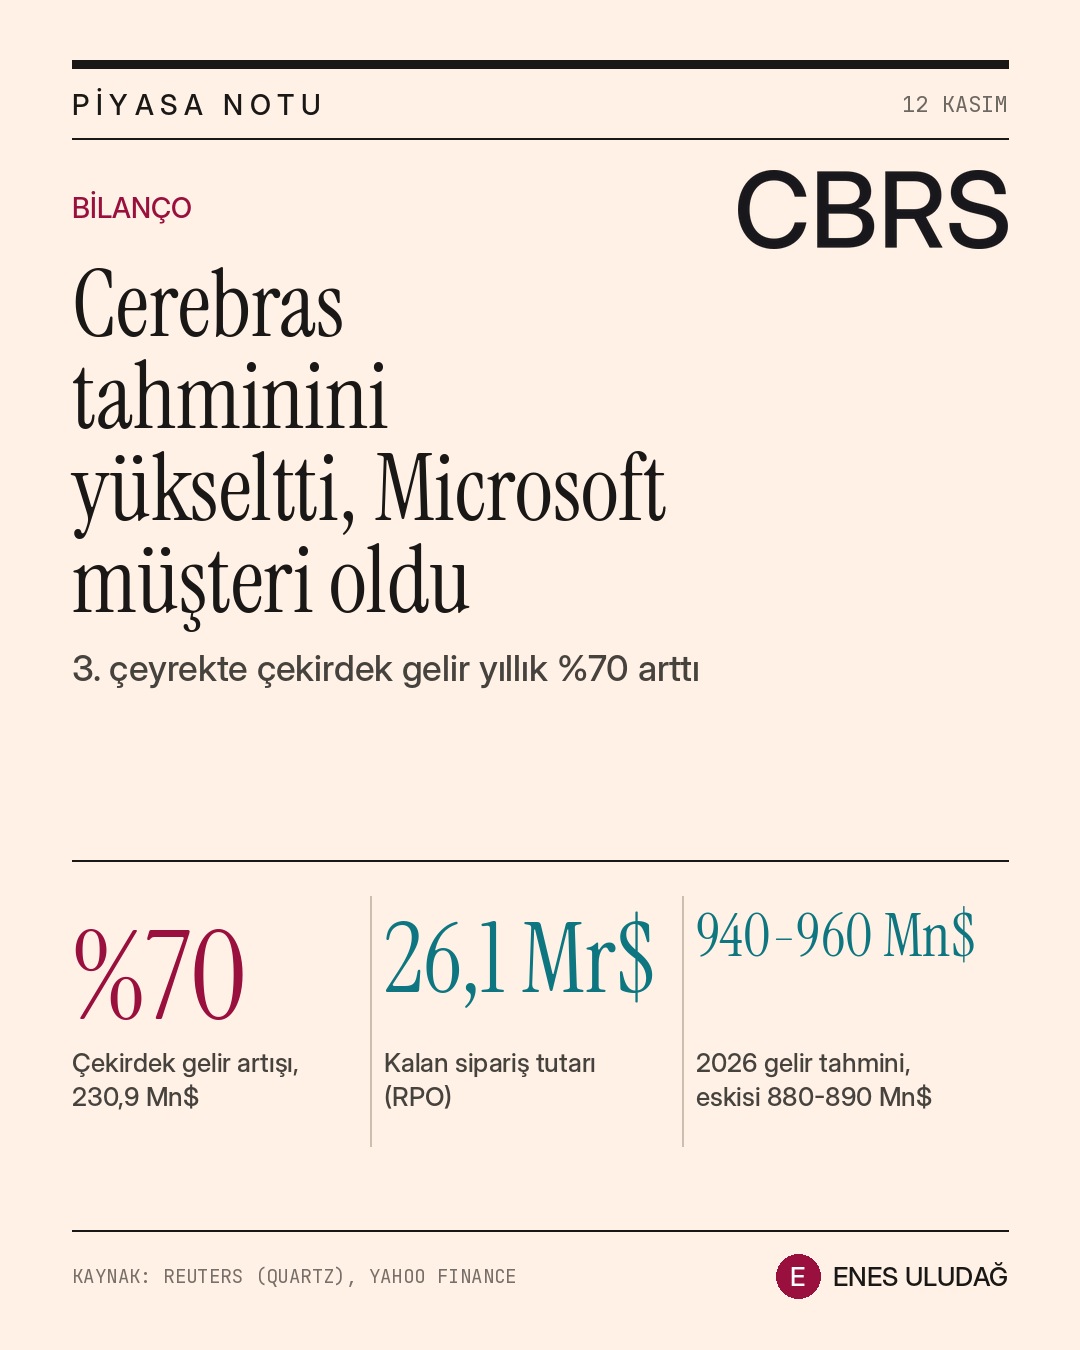 PİYASA NOTU
12 KASIM
BİLANÇO
CBRS
Cerebras
tahminini
yükseltti, Microsoft
müşteri oldu
3. çeyrekte çekirdek gelir yıllık %70 arttı
%70
Çekirdek gelir artışı,
230,9 Mn$
26,1 Mr$
Kalan sipariş tutarı
(RPO)
940-960 Mn$
2026 gelir tahmini,
eskisi 880-890 Mn$
KAYNAK: REUTERS (QUARTZ), YAHOO FINANCE
E ENES ULUDAĞ